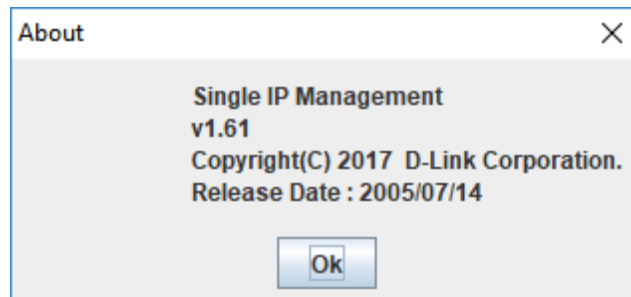 About
Single IP Management
v1.61
Copyright(C) 2017  D-Link Corporation.
Release Date : 2005/07/14
Ok